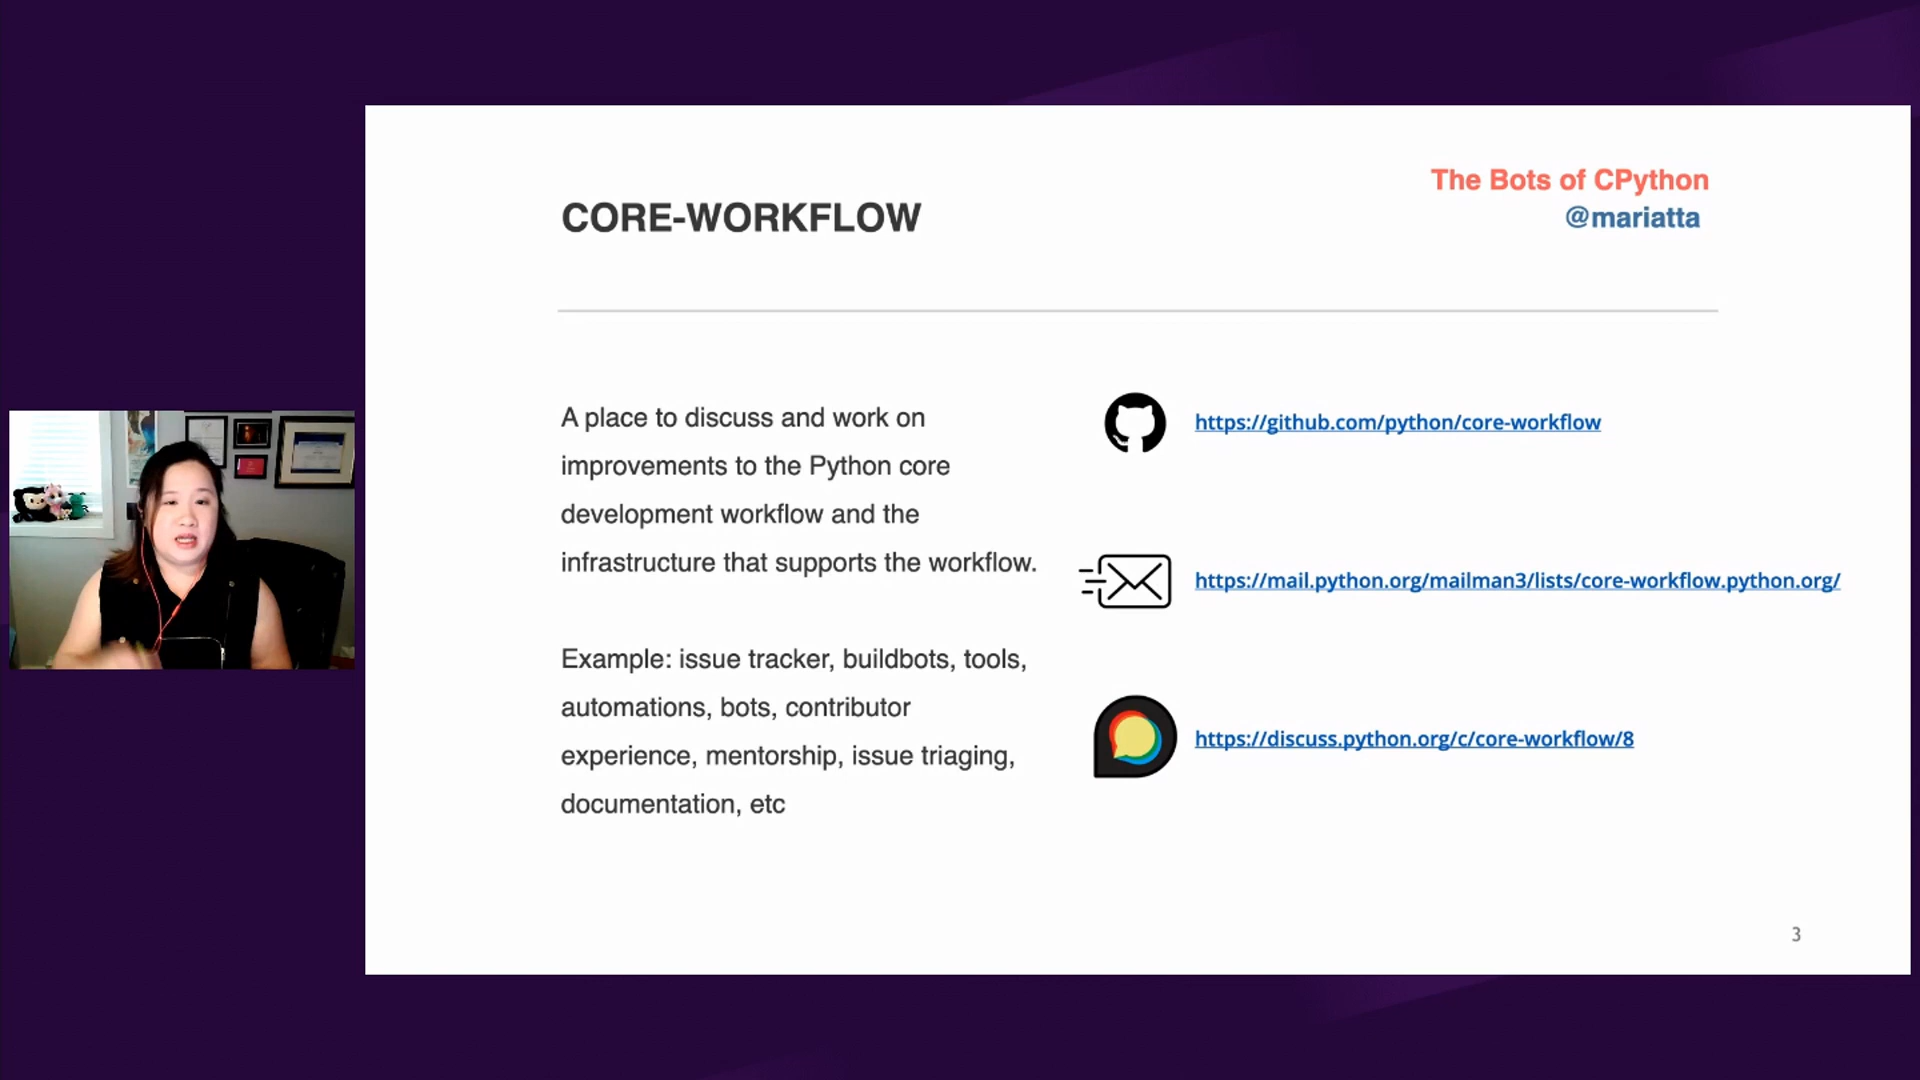 The Bots of CPython
@mariatta
CORE-WORKFLOW
A place to discuss and work on
improvements to the Python core
development workflow and the
infrastructure that supports the workflow.
Example: issue tracker, buildbots, tools,
automations, bots, contributor
experience, mentorship, issue triaging,
documentation, etc
https://github.com/python/core-workflow
https://mail.python.org/mailman3/lists/core-workflow.python.org/
https://discuss.python.org/c/core-workflow/8
3